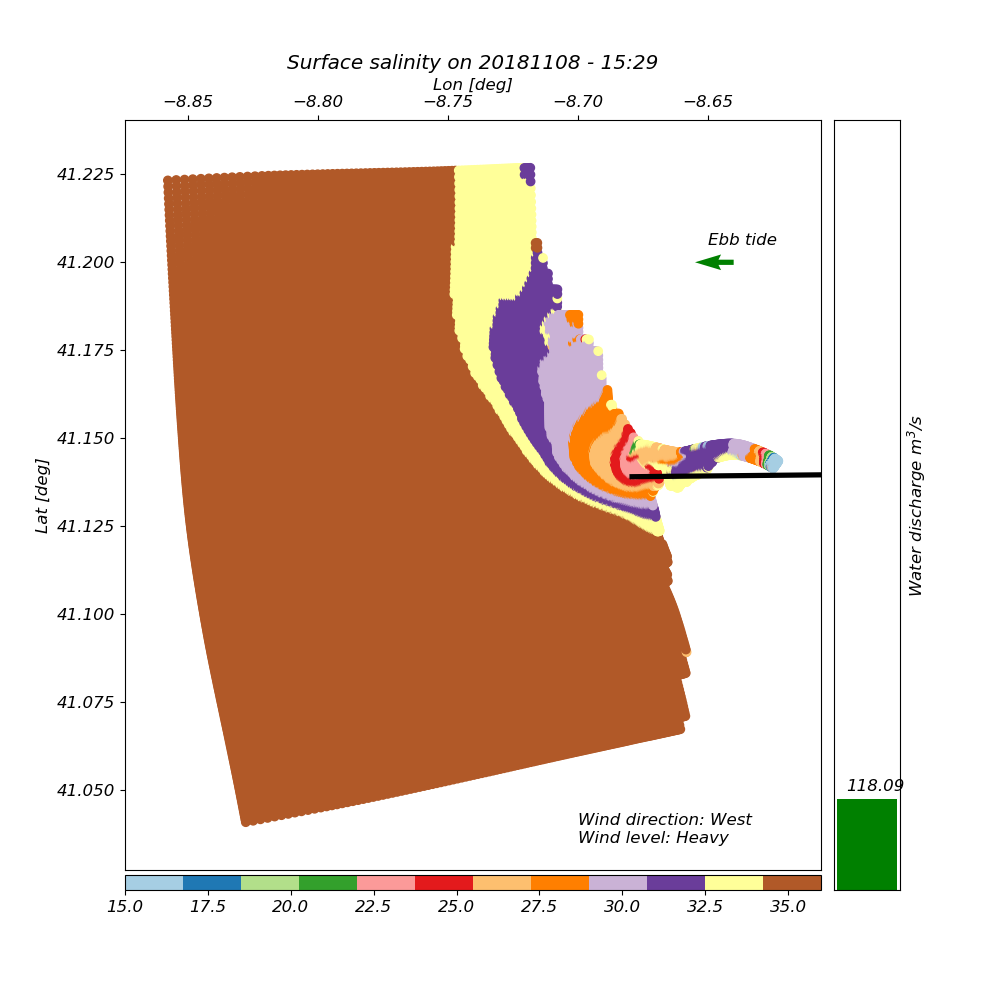 Surface salinity on 20181108 - 15:29
Lon [deg]
−8.85 −8.80 −8.75 −8.70 −8.65
41.225
41.200
41.175
41.150
41.125
41.100
41.075
41.050
Lat [deg]
Ebb tide
Wind direction: West
Wind level: Heavy
118.09
Water discharge m³/s
15.0 17.5 20.0 22.5 25.0 27.5 30.0 32.5 35.0